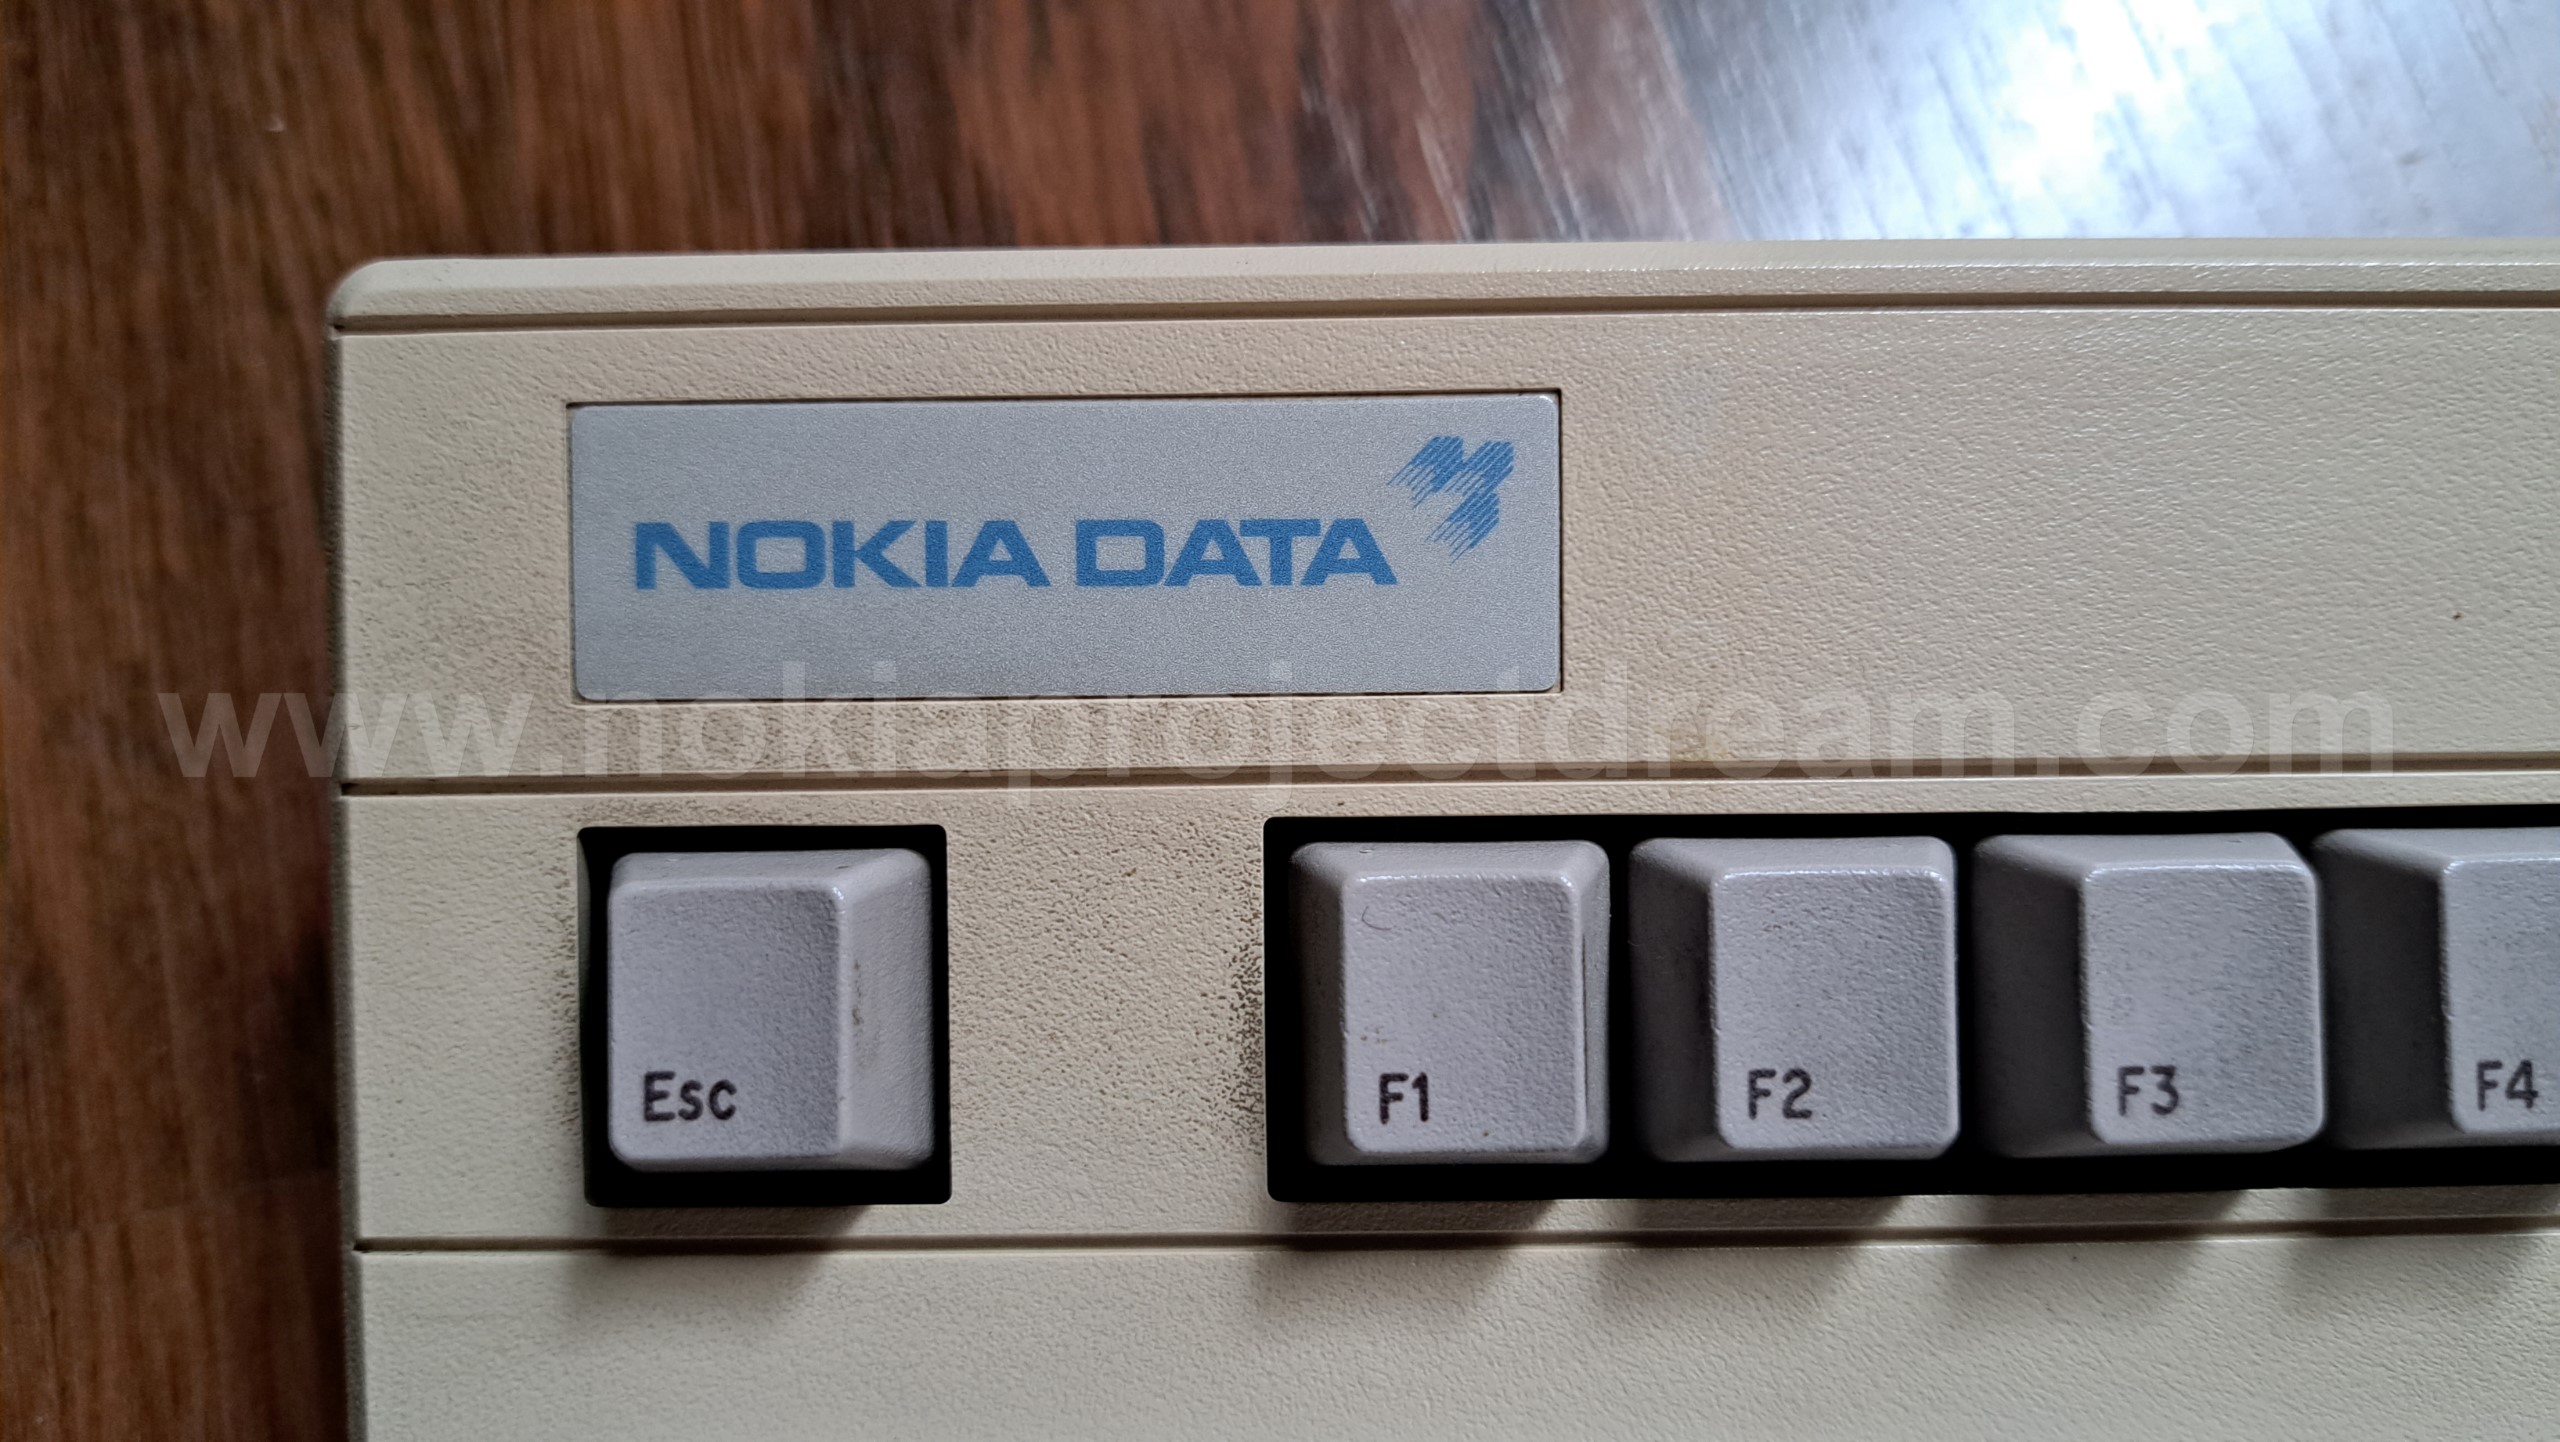 NOKIA DATA
www.nokiaprojectdream.com
Esc F1 F2 F3 F4